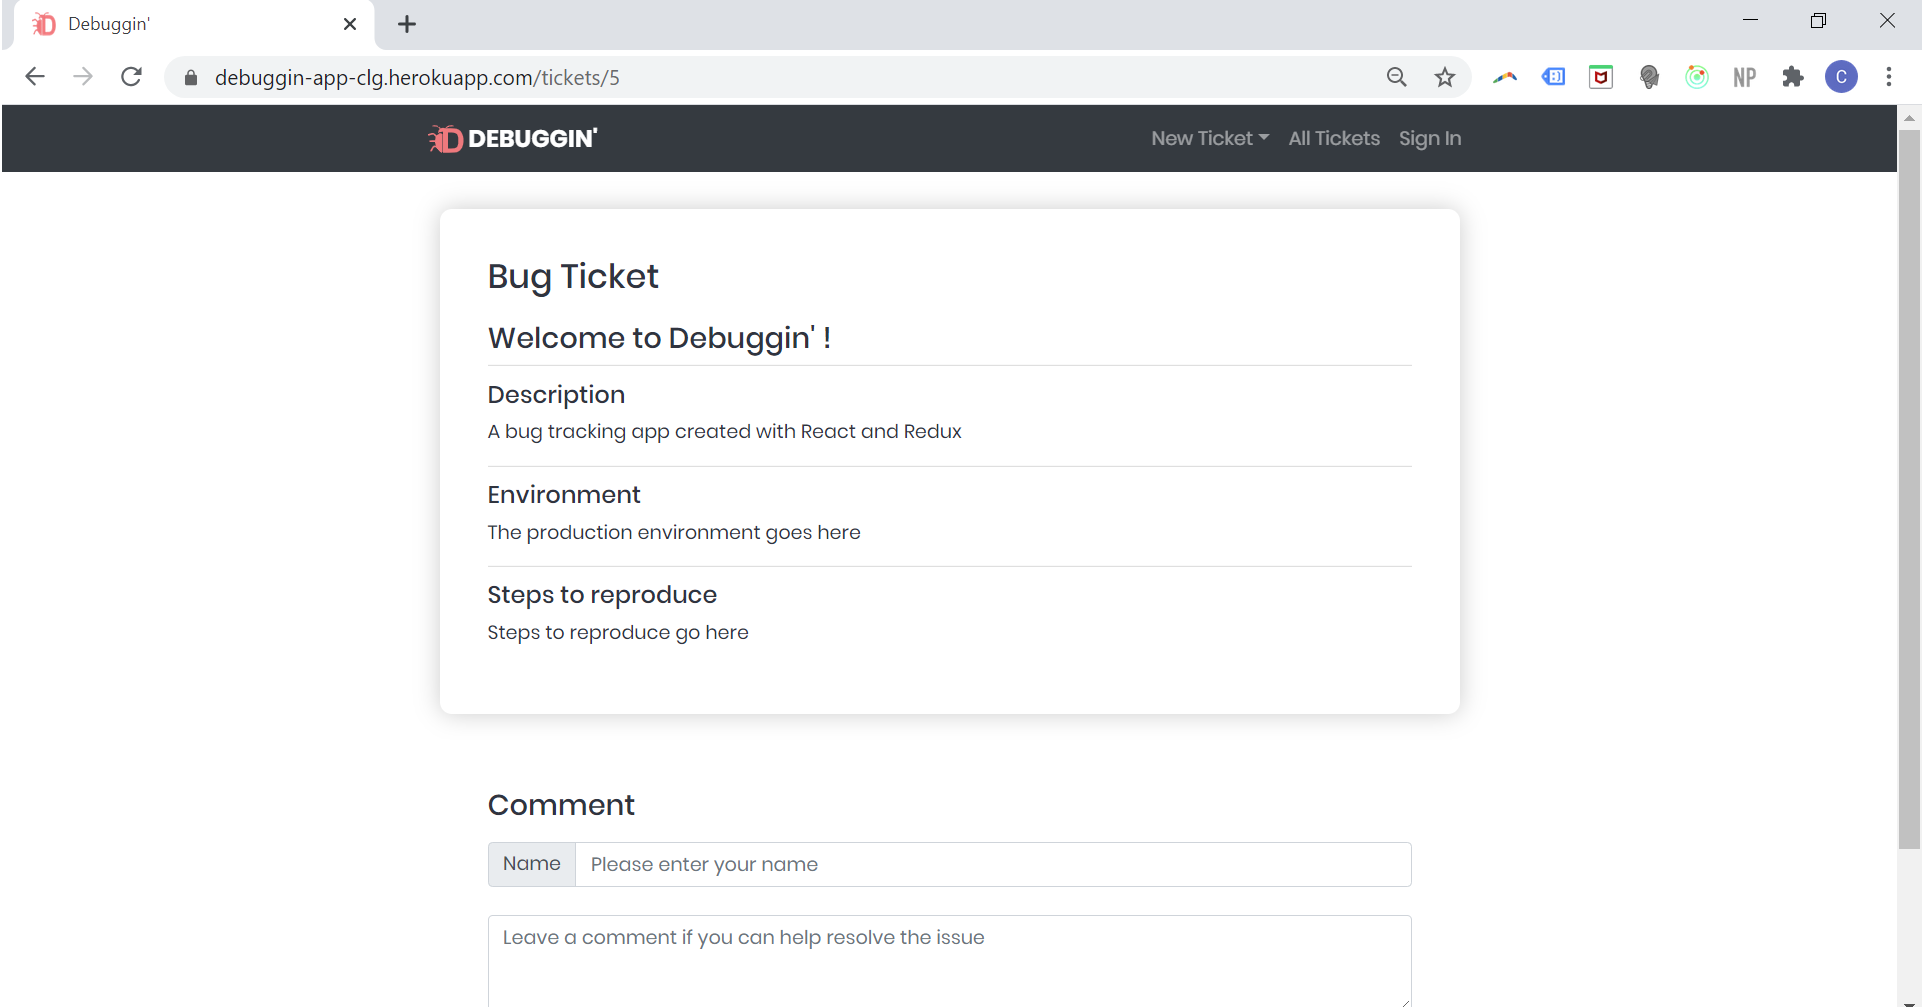 Debuggin'
debuggin-app-clg.herokuapp.com/tickets/5
NP
C
D DEBUGGIN'
New Ticket
All Tickets
Sign In
Bug Ticket
Welcome to Debuggin' !
Description
A bug tracking app created with React and Redux
Environment
The production environment goes here
Steps to reproduce
Steps to reproduce go here
Comment
Name
Please enter your name
Leave a comment if you can help resolve the issue